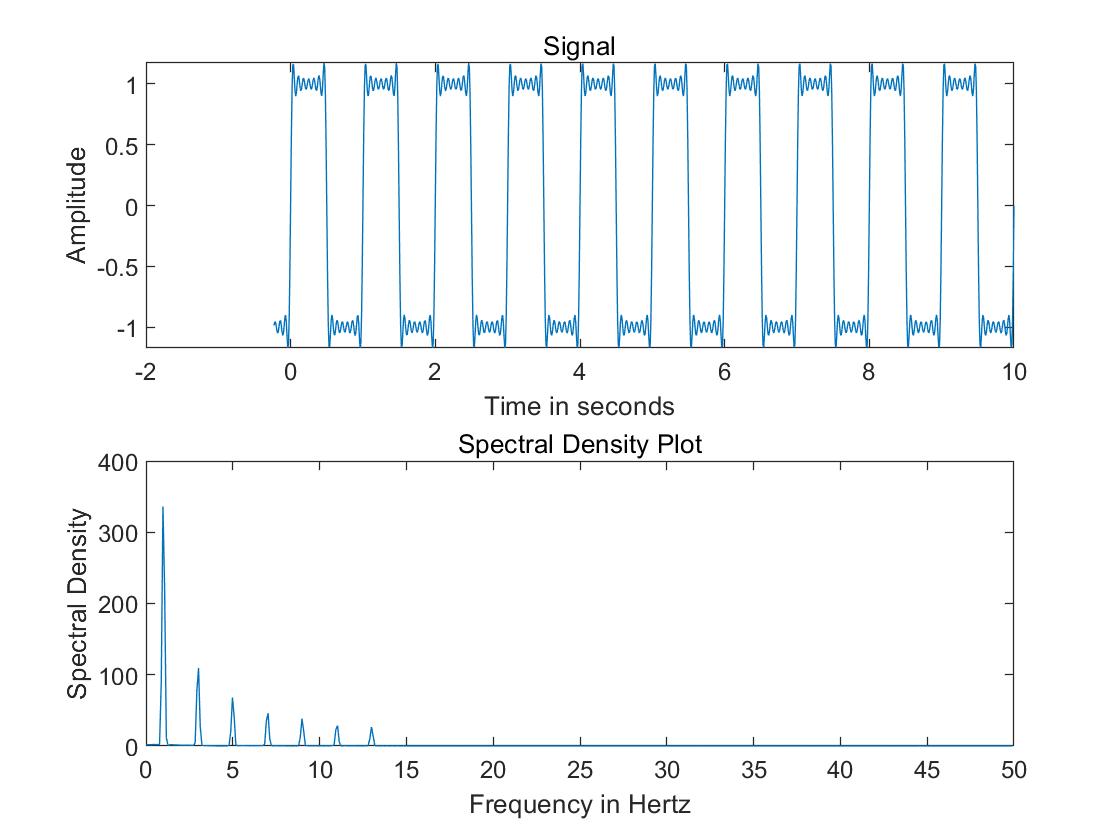 Signal
Amplitude
1
0.5
0
-0.5
-1
-2 0 2 4 6 8 10
Time in seconds
Spectral Density Plot
Spectral Density
400
300
200
100
0
0 5 10 15 20 25 30 35 40 45 50
Frequency in Hertz